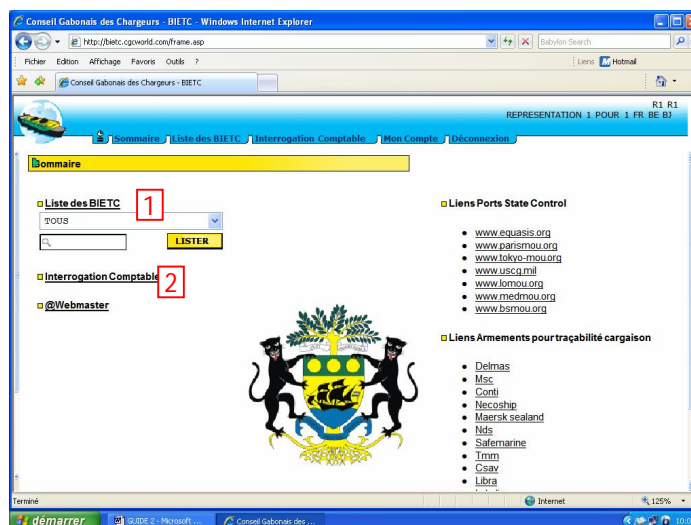 Conseil Gabonais des Chargeurs - BIETC - Windows Internet Explorer
http://bietc.cgcworld.com/frame.asp
Babylon Search
Fichier Edition Affichage Favoris Outils ?
Liens Hotmail
Conseil Gabonais des Chargeurs - BIETC
R1 R1
REPRESENTATION 1 POUR 1 FR BE BJ
Sommaire Liste des BIETC Interrogation Comptable Mon Compte Déconnexion
Sommaire
Liste des BIETC
1
TOUS
LISTER
Interrogation Comptable
2
@Webmaster
Liens Ports State Control
www.equasis.org
www.parismou.org
www.tokyo-mou.org
www.uscg.mil
www.iomou.org
www.medmou.org
www.bsmou.org
Liens Armements pour traçabilité cargaison
Delmas
Msc
Conti
Necoship
Maersk sealand
Nds
Safemarine
Tmm
Csav
Libra
Terminé
Internet
125%
démarrer
GUIDE 2 - Microsoft ...
Conseil Gabonais des ...